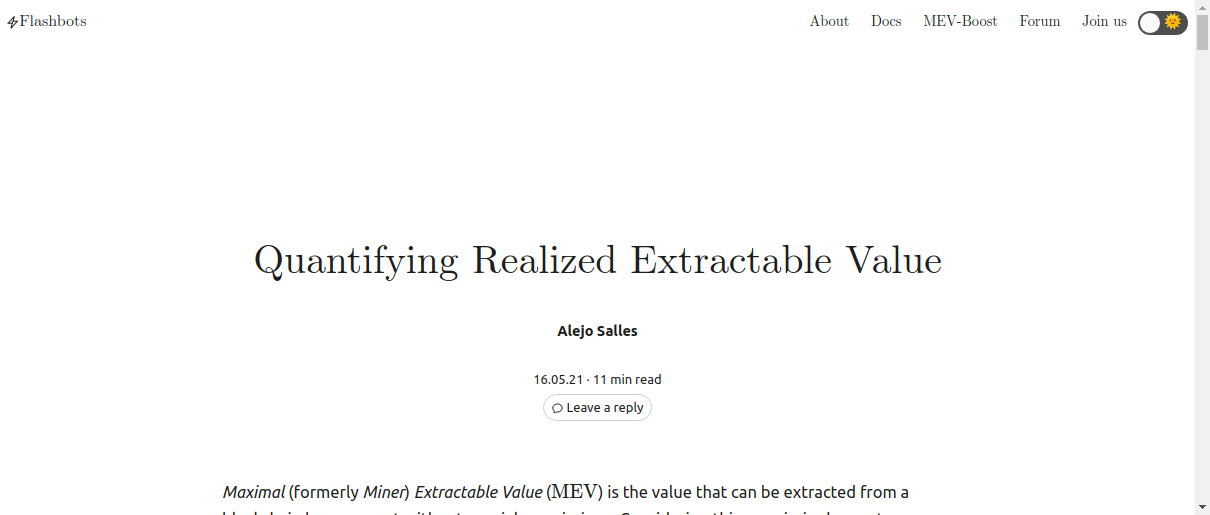 Flashbots
About Docs MEV-Boost Forum Join us
Quantifying Realized Extractable Value
Alejo Salles
16.05.21 · 11 min read
Leave a reply
Maximal (formerly Miner) Extractable Value (MEV) is the value that can be extracted from a